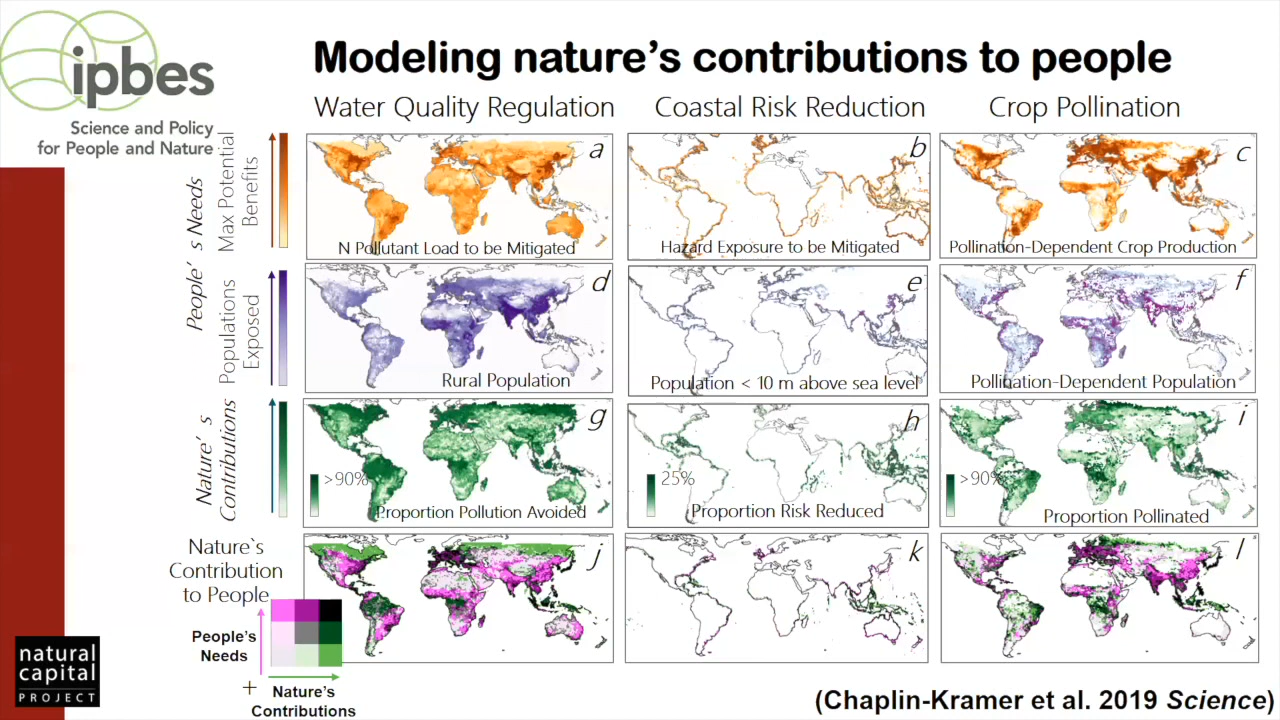 ipbes
Science and Policy
for People and Nature
Modeling nature's contributions to people
Water Quality Regulation
Coastal Risk Reduction
Crop Pollination
People' s Needs
Max Potential
Benefits
a
N Pollutant Load to be Mitigated
b
Hazard Exposure to be Mitigated
c
Pollination-Dependent Crop Production
Populations
Exposed
d
Rural Population
e
Population < 10 m above sea level
f
Pollination-Dependent Population
Nature' s
Contributions
g
>90%
Proportion Pollution Avoided
h
25%
Proportion Risk Reduced
i
>90%
Proportion Pollinated
Nature`s
Contribution
to People
j
k
l
People's
Needs
+
Nature's
Contributions
natural
capital
PROJECT
(Chaplin-Kramer et al. 2019 Science)